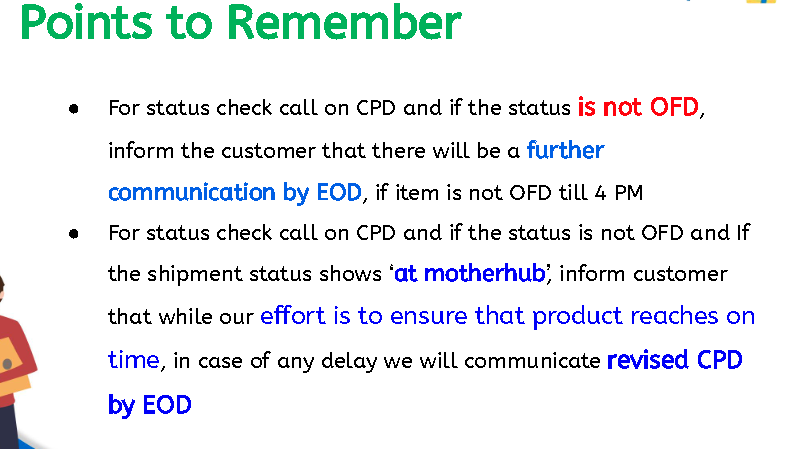 Points to Remember
● For status check call on CPD and if the status is not OFD,
inform the customer that there will be a further
communication by EOD, if item is not OFD till 4 PM
● For status check call on CPD and if the status is not OFD and If
the shipment status shows ‘at motherhub’, inform customer
that while our effort is to ensure that product reaches on
time, in case of any delay we will communicate revised CPD
by EOD